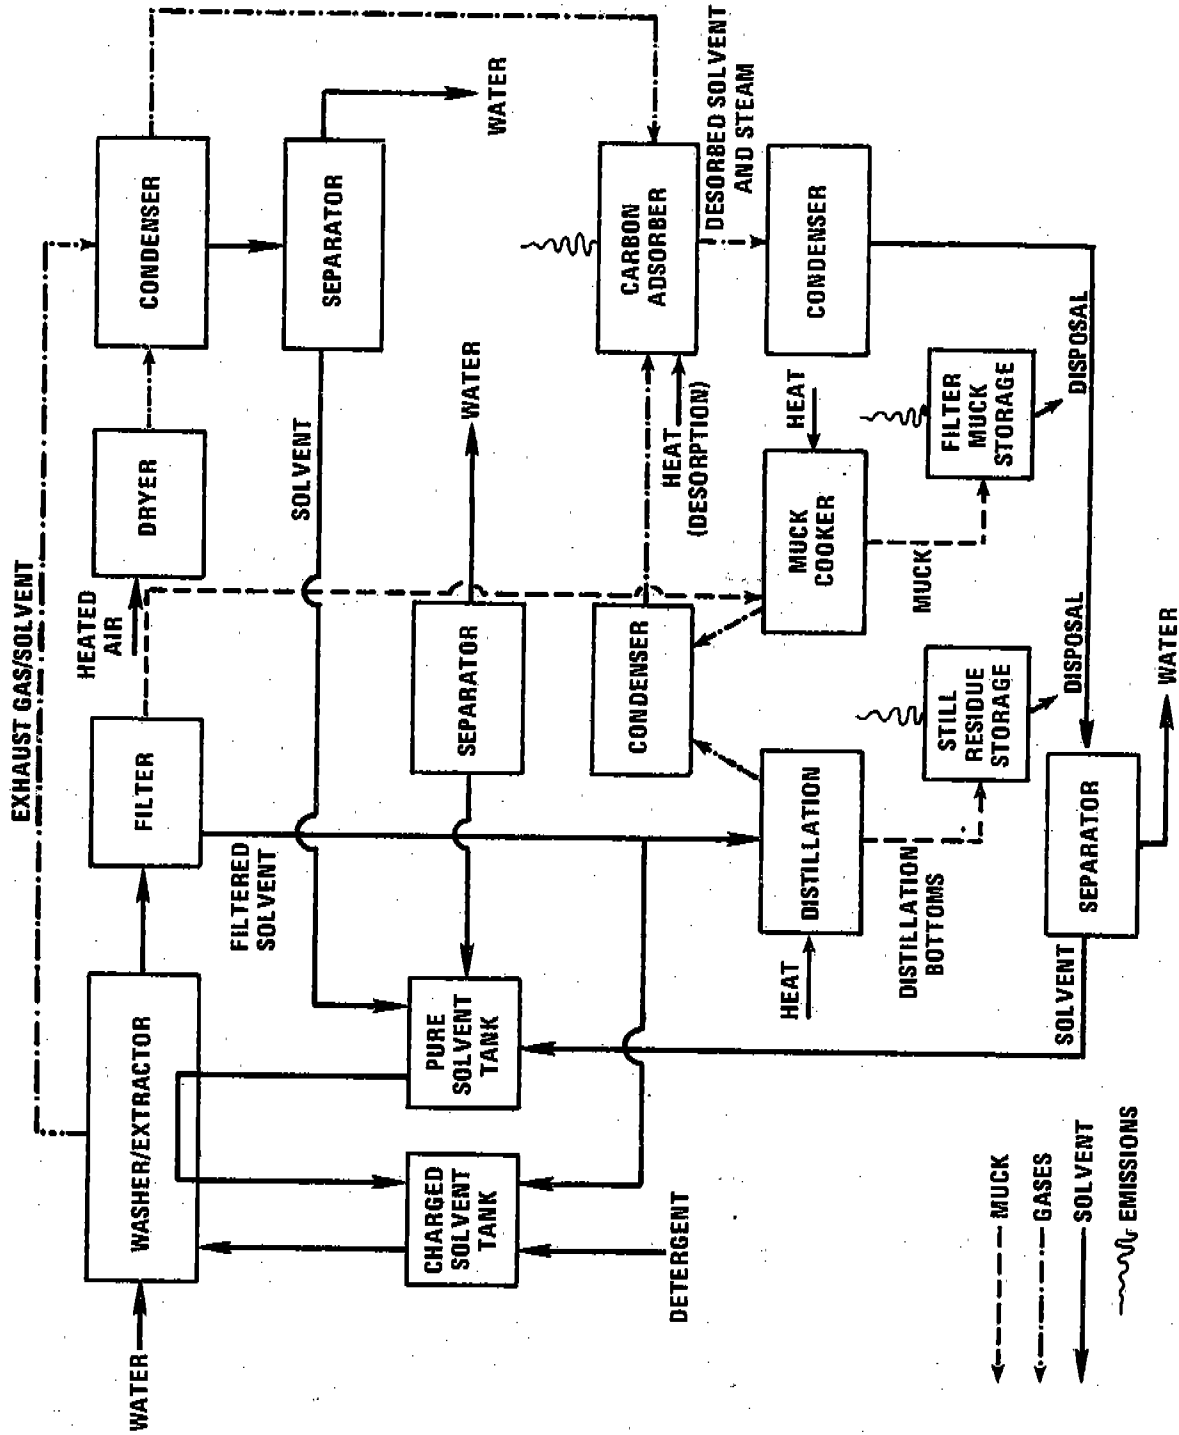 EXHAUST GAS/SOLVENT
WATER
WASHER/EXTRACTOR
FILTER
HEATED
AIR
DRYER
CONDENSER
FILTERED
SOLVENT
SOLVENT
SEPARATOR
WATER
CHARGED
SOLVENT
TANK
PURE
SOLVENT
TANK
SEPARATOR
WATER
DETERGENT
CONDENSER
HEAT
(DESORPTION)
CARBON
ADSORBER
DESORBED SOLVENT
AND STEAM
HEAT
DISTILLATION
MUCK
COOKER
HEAT
CONDENSER
DISTILLATION
BOTTOMS
MUCK
STILL
RESIDUE
STORAGE
FILTER
MUCK
STORAGE
DISPOSAL
DISPOSAL
SOLVENT
SEPARATOR
WATER
MUCK
GASES
SOLVENT
EMISSIONS